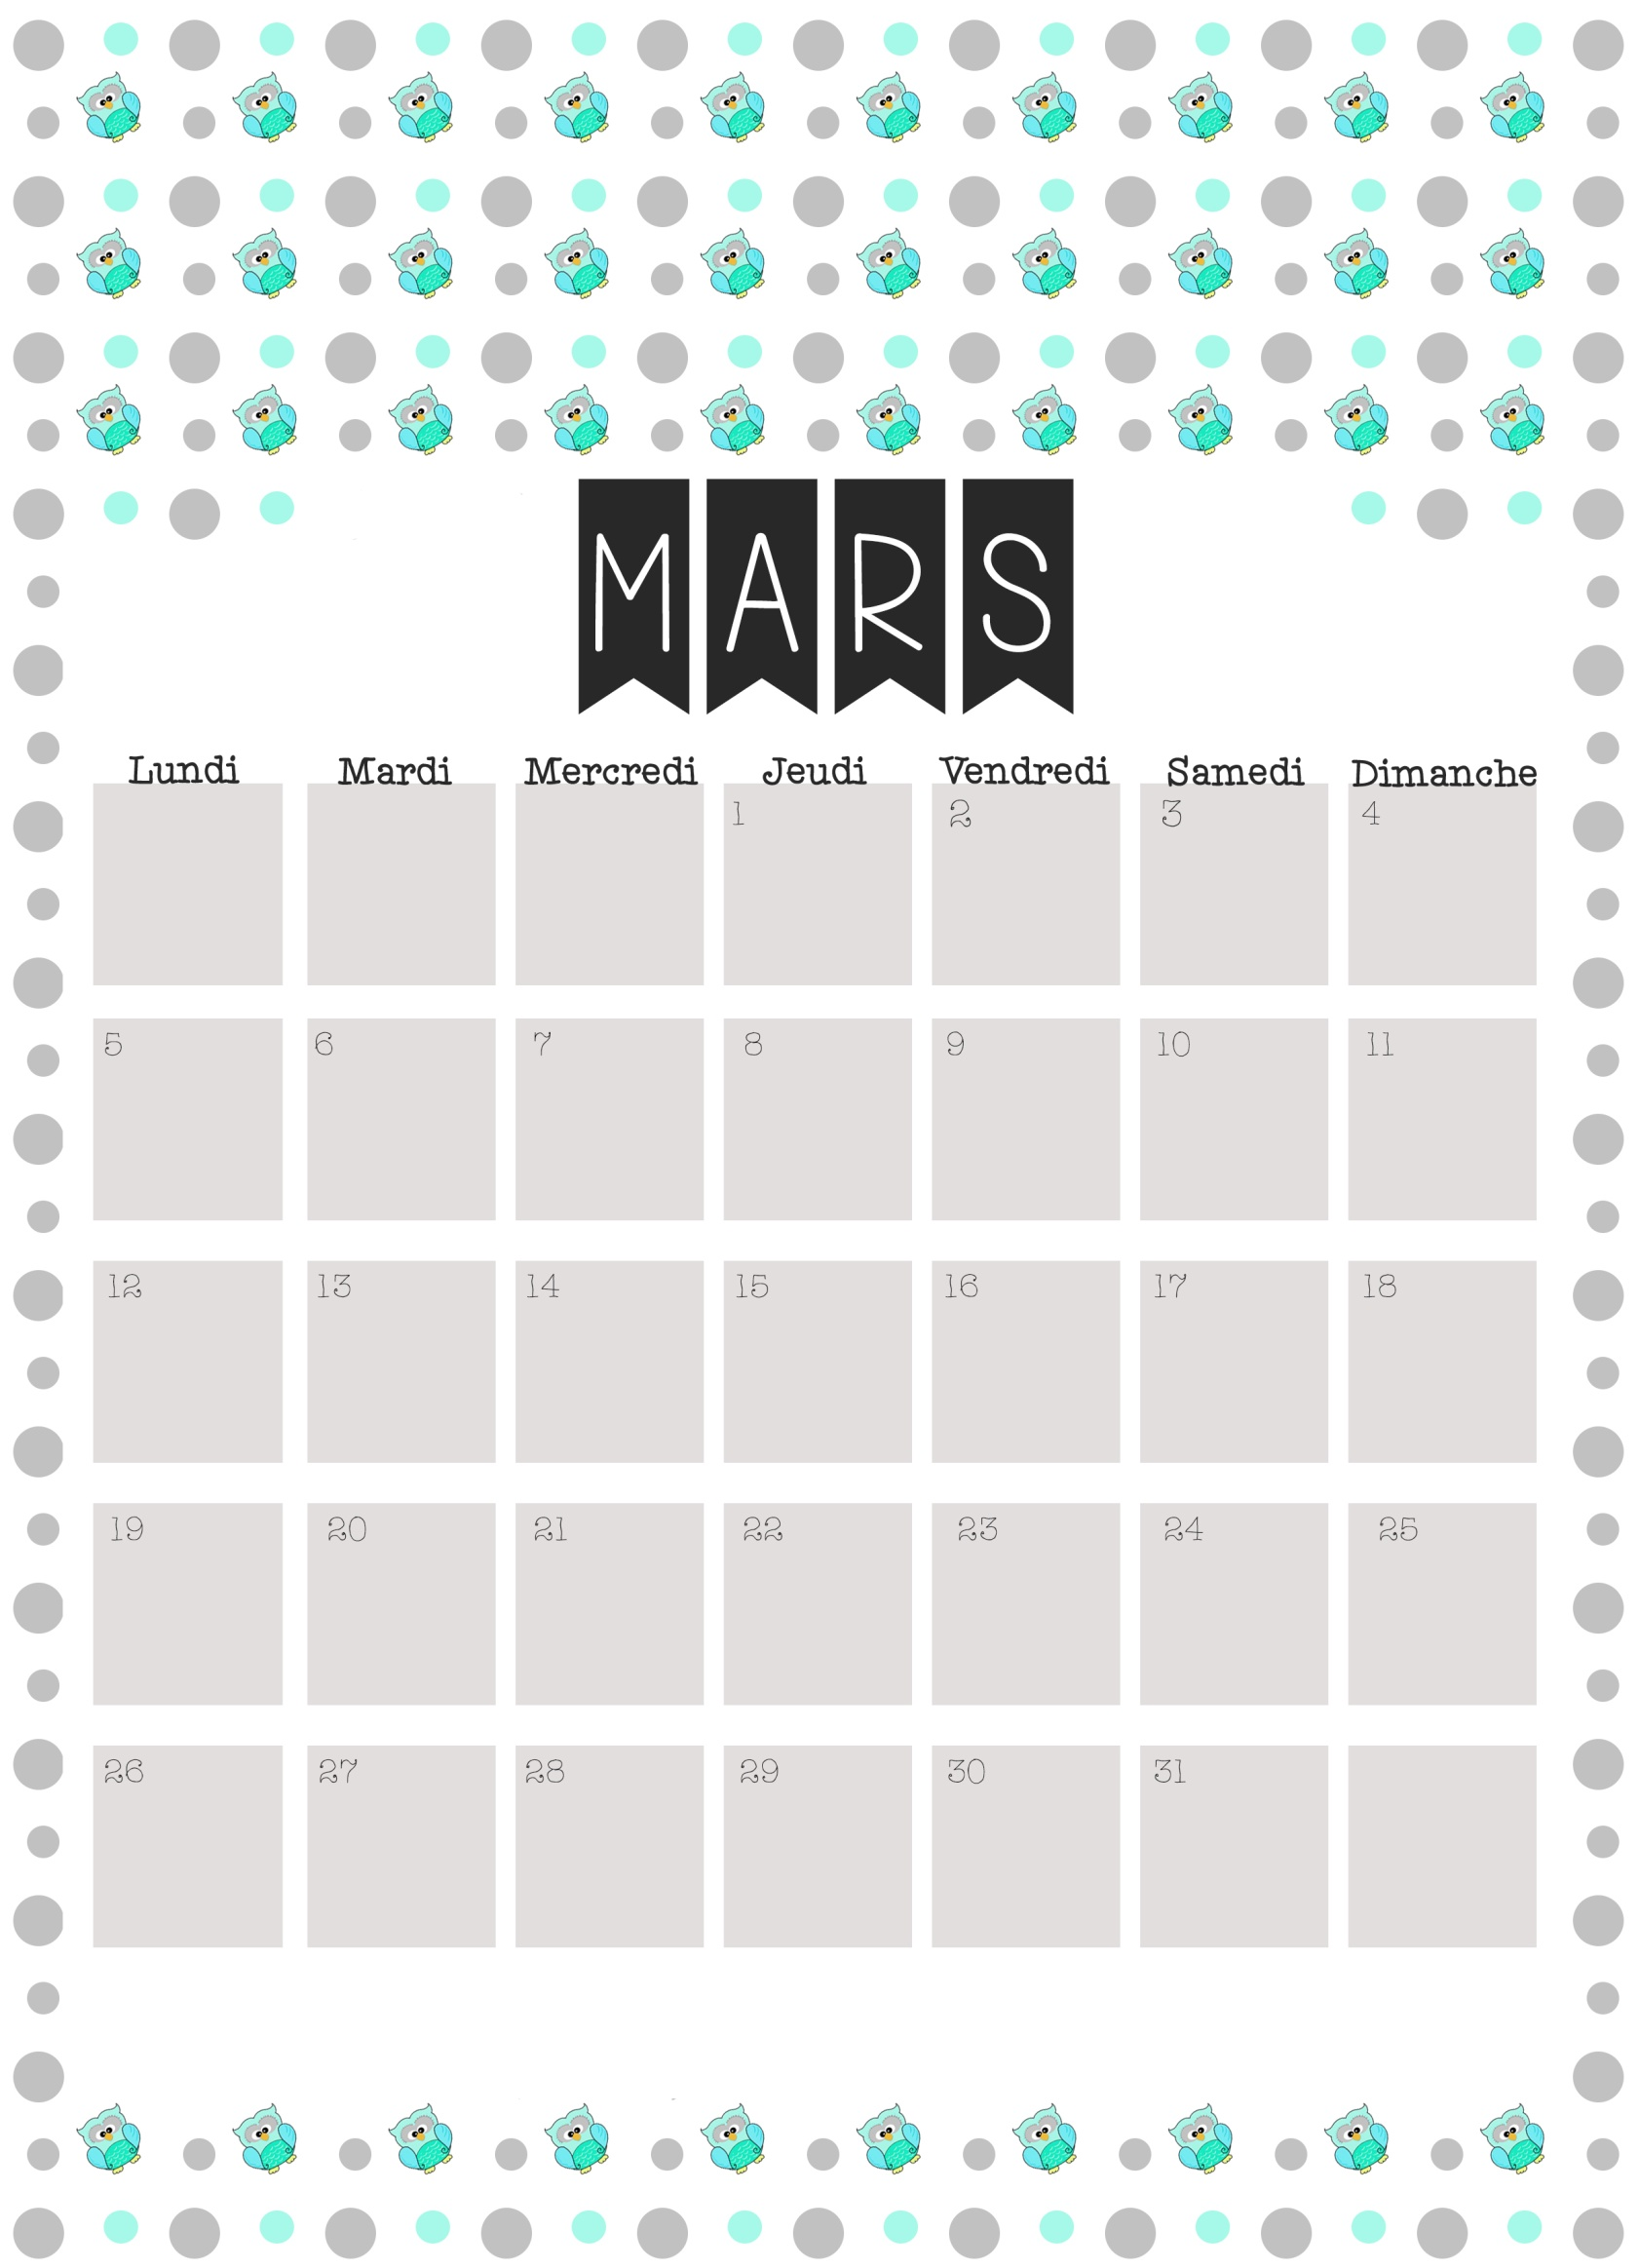 MARS
Lundi Mardi Mercredi Jeudi Vendredi Samedi Dimanche
1 2 3 4
5 6 7 8 9 10 11
12 13 14 15 16 17 18
19 20 21 22 23 24 25
26 27 28 29 30 31